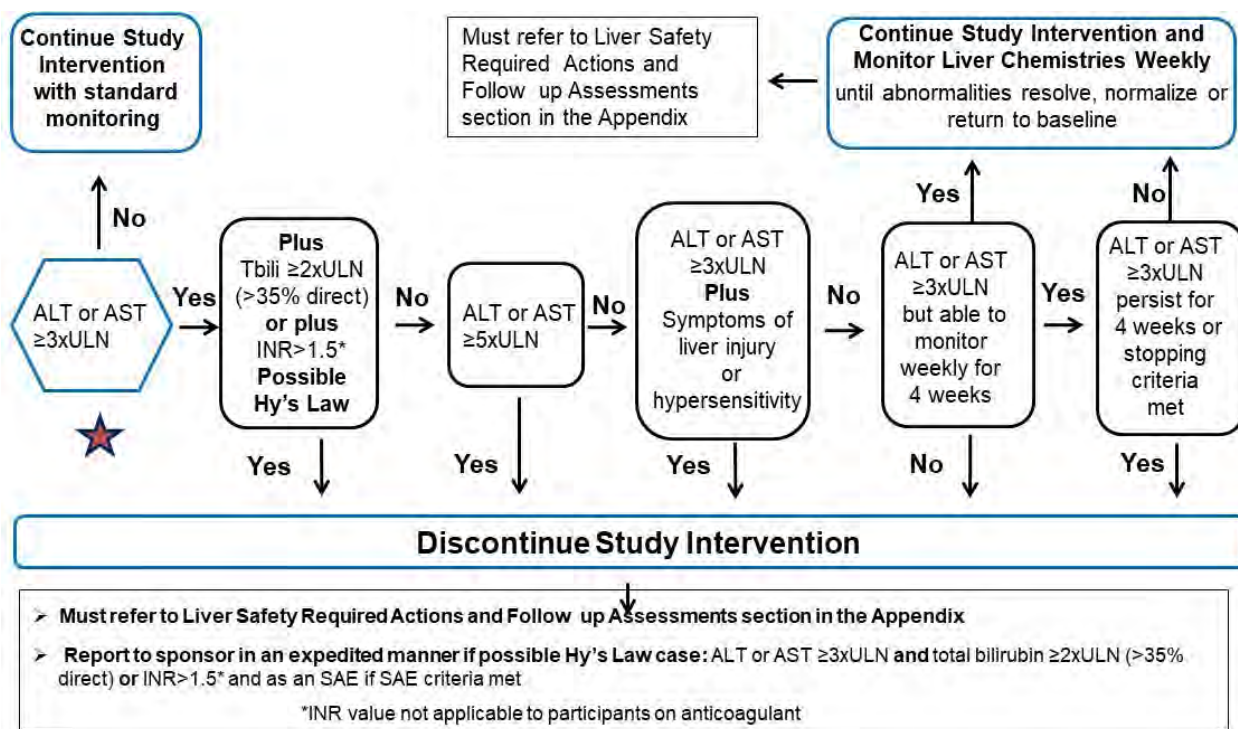 Continue Study
Intervention
with standard
monitoring
Must refer to Liver Safety
Required Actions and
Follow up Assessments
section in the Appendix
Continue Study Intervention and
Monitor Liver Chemistries Weekly
until abnormalities resolve, normalize or
return to baseline
No
Yes
No
ALT or AST
≥3xULN
Yes
Plus
Tbili ≥2xULN
(>35% direct)
or plus
INR>1.5*
Possible
Hy's Law
No
ALT or AST
≥5xULN
No
ALT or AST
≥3xULN
Plus
Symptoms of
liver injury
or
hypersensitivity
No
ALT or AST
≥3xULN
but able to
monitor
weekly for
4 weeks
Yes
ALT or AST
≥3xULN
persist for
4 weeks or
stopping
criteria
met
Yes
Yes
Yes
No
Yes
Discontinue Study Intervention
➢ Must refer to Liver Safety Required Actions and Follow up Assessments section in the Appendix
➢ Report to sponsor in an expedited manner if possible Hy's Law case: ALT or AST ≥3xULN and total bilirubin ≥2xULN (>35%
direct) or INR>1.5* and as an SAE if SAE criteria met
*INR value not applicable to participants on anticoagulant